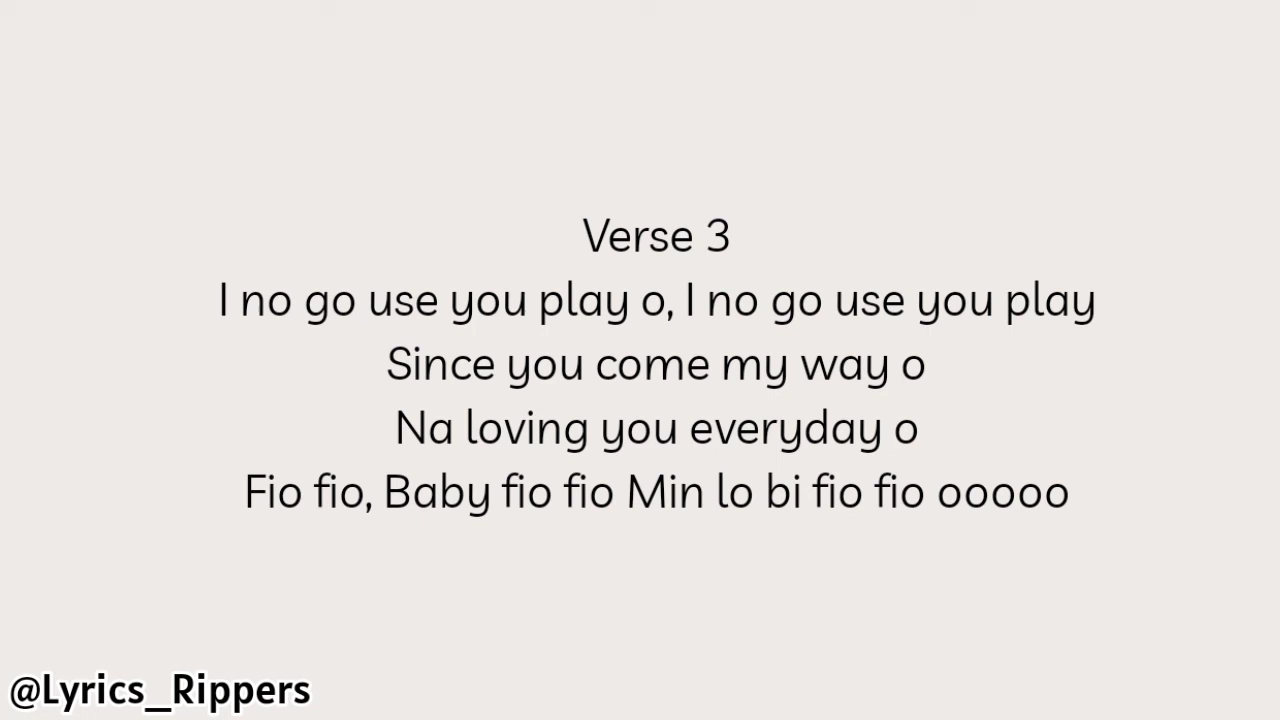 Verse 3
I no go use you play o, I no go use you play
Since you come my way o
Na loving you everyday o
Fio fio, Baby fio fio Min lo bi fio fio ooooo
@Lyrics_Rippers